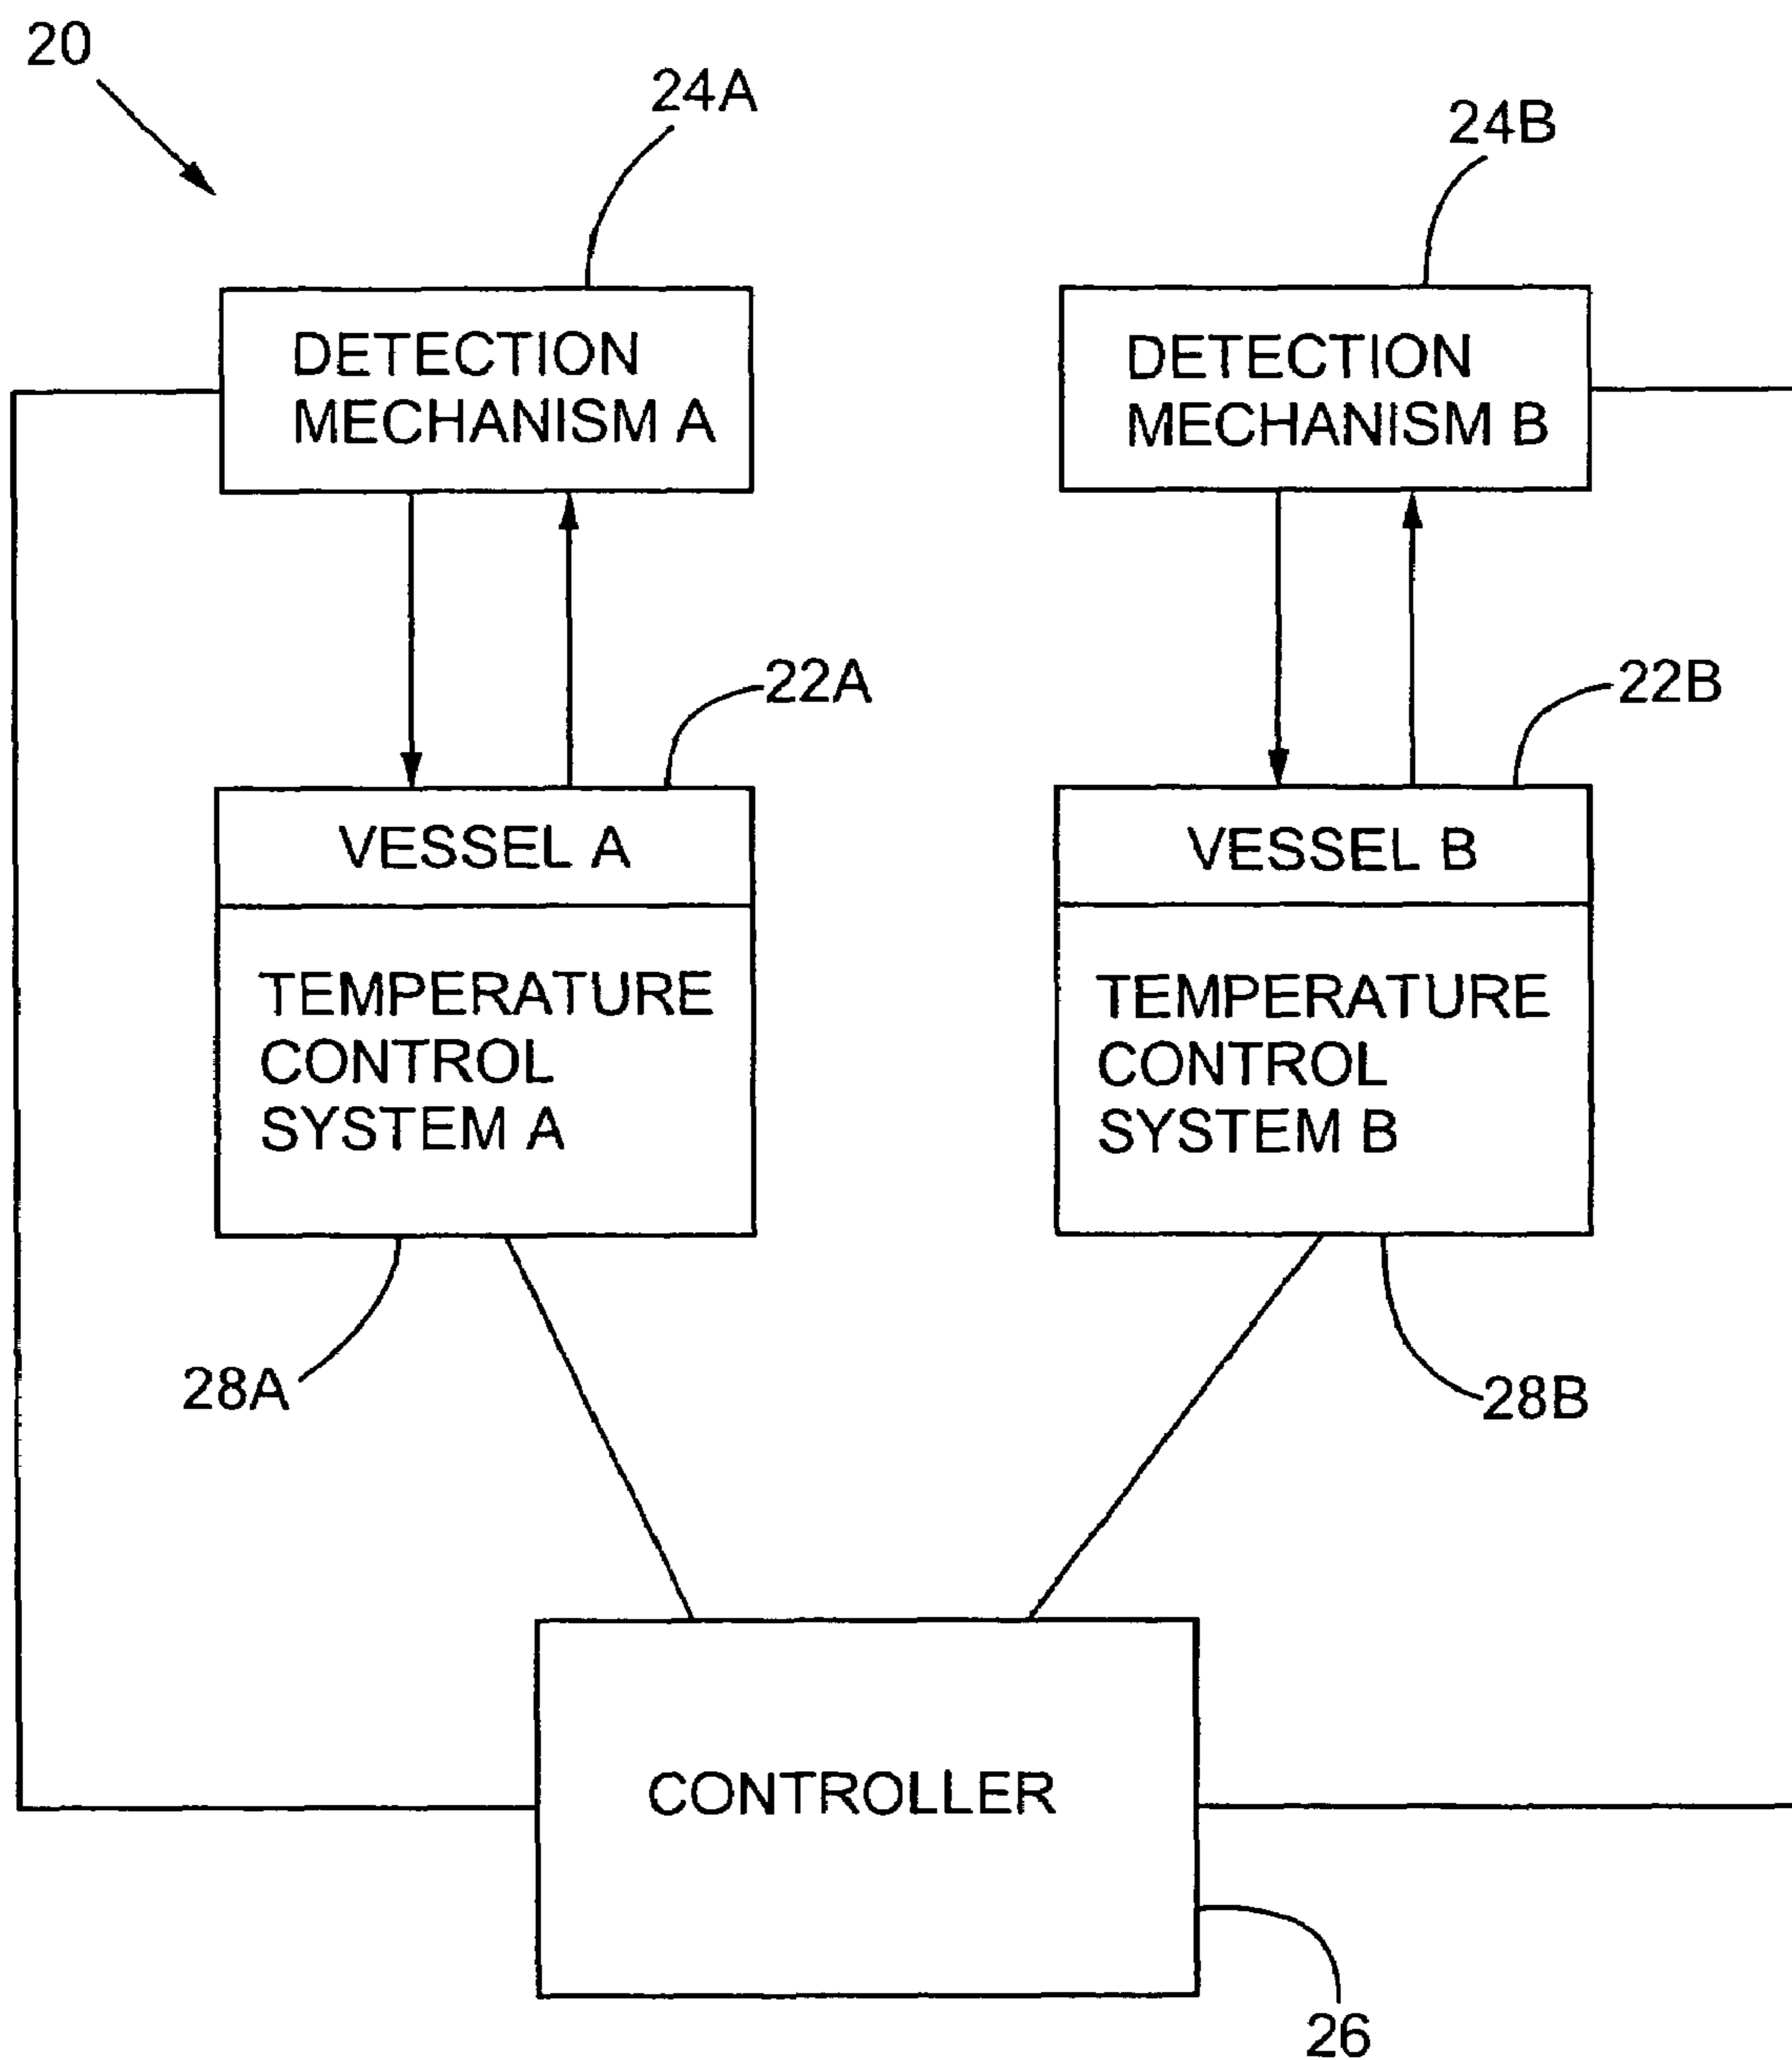 20
24A
24B
DETECTION
MECHANISM A
DETECTION
MECHANISM B
22A
22B
VESSEL A
VESSEL B
TEMPERATURE
CONTROL
SYSTEM A
TEMPERATURE
CONTROL
SYSTEM B
28A
28B
CONTROLLER
26